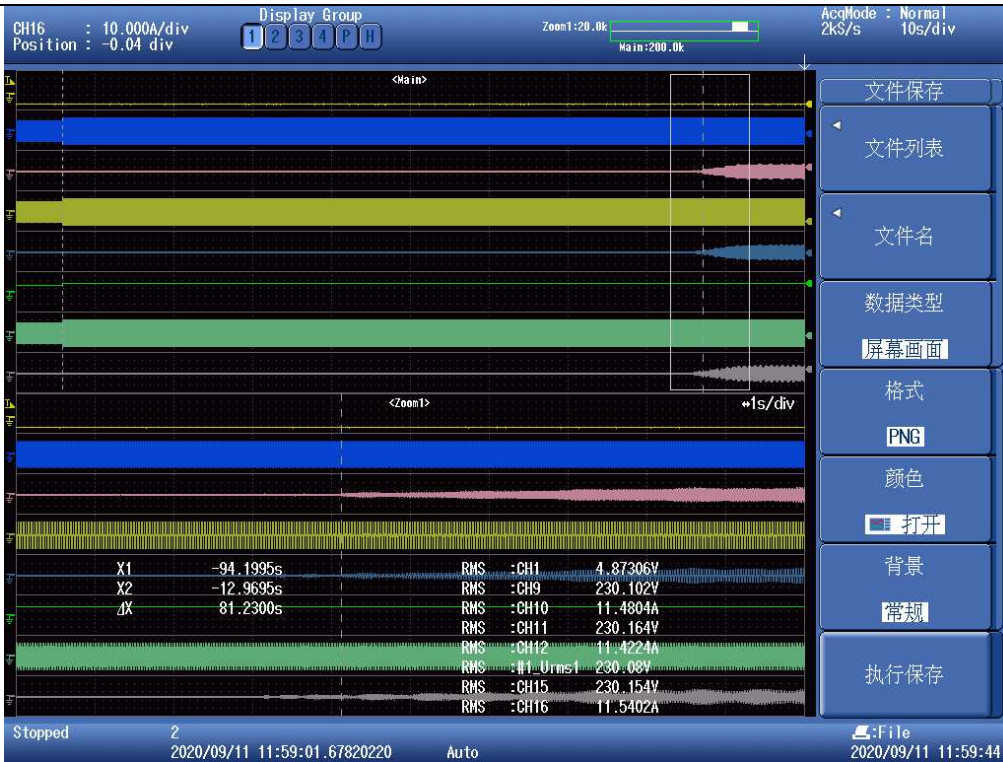 CH16 : 10.000A/div
Position : -0.04 div
Display Group
1 2 3 4 P H
Zoom1:20.0k
Main:200.0k
AcqMode : Normal
2kS/s 10s/div
<Main>
<Zoom1>
1s/div
X1 -94.1995s
X2 -12.9695s
ΔX 81.2300s
RMS :CH1 4.87306V
RMS :CH9 230.102V
RMS :CH10 11.4804A
RMS :CH11 230.164V
RMS :CH12 11.4224A
RMS :#1_Urms1 230.08V
RMS :CH15 230.154V
RMS :CH16 11.5402A
文件保存
文件列表
文件名
数据类型
屏幕画面
格式
PNG
颜色
打开
背景
常规
执行保存
Stopped 2
2020/09/11 11:59:01.67820220 Auto
:File
2020/09/11 11:59:44